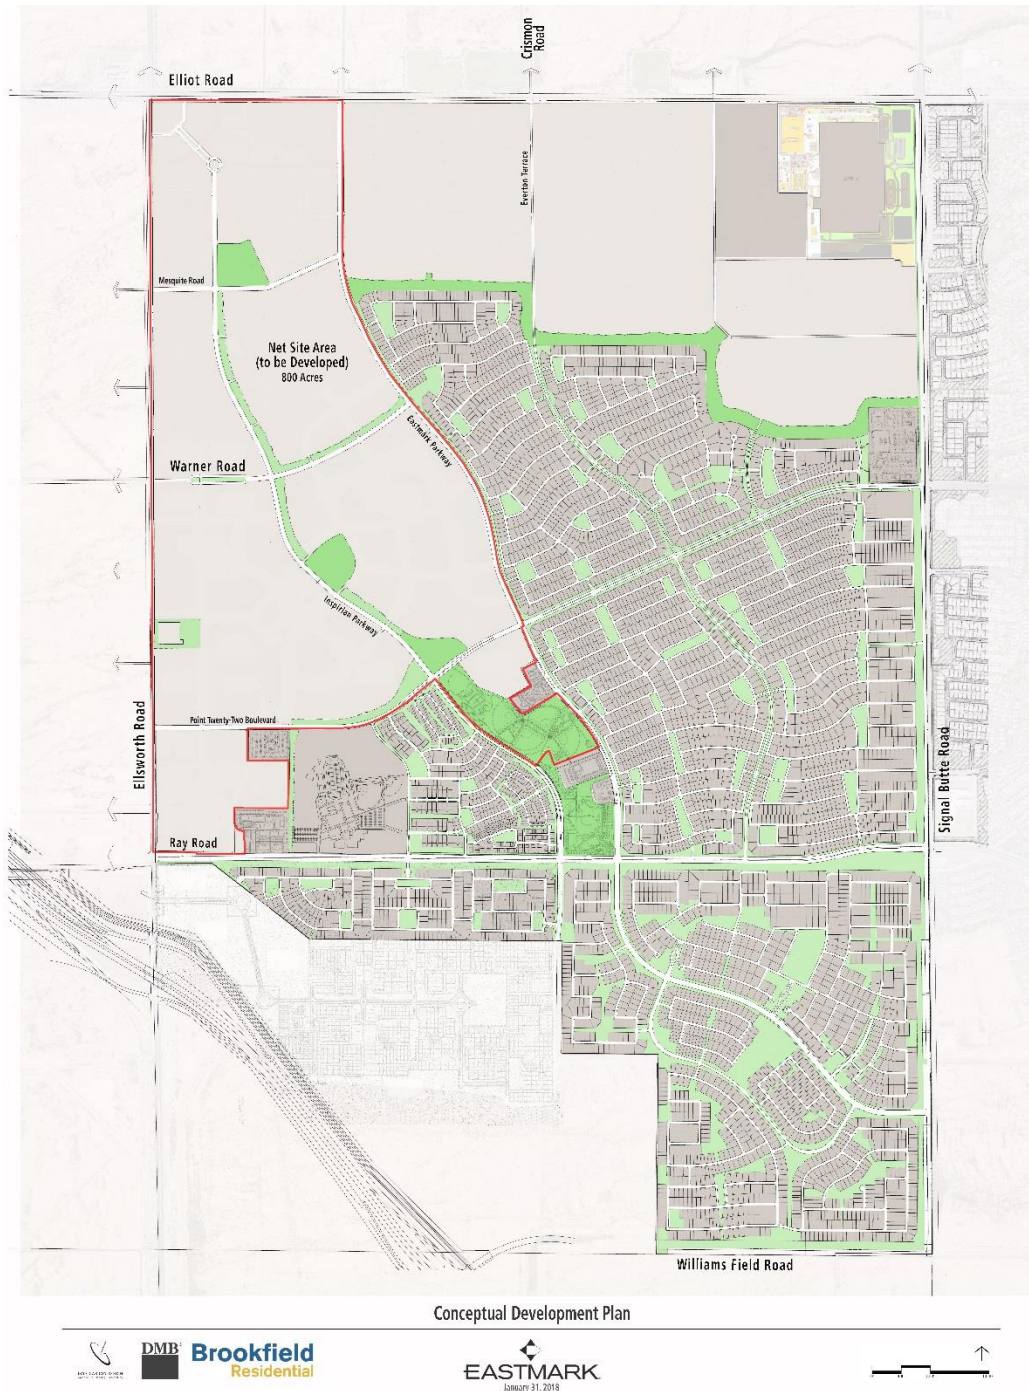 Crismon
Road
Elliot Road
Everton Terrace
Mesquite Road
Net Site Area
(to be Developed)
800 Acres
Eastmark Parkway
Warner Road
Inspirian Parkway
Ellsworth Road
Point Twenty-Two Boulevard
Signal Butte Road
Ray Road
Williams Field Road
Conceptual Development Plan
DMB
Brookfield
Residential
EASTMARK
January 31, 2018